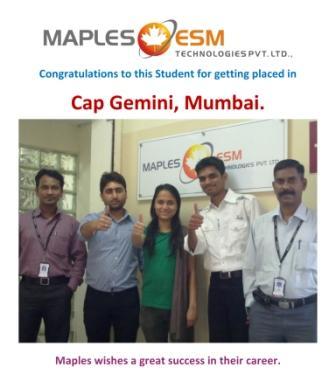 MAPLES ESM
TECHNOLOGIES PVT. LTD.,
Congratulations to this Student for getting placed in
Cap Gemini, Mumbai.
MAPLES ESM
TECHNOLOGIES PVT. LTD.
Maples wishes a great success in their career.